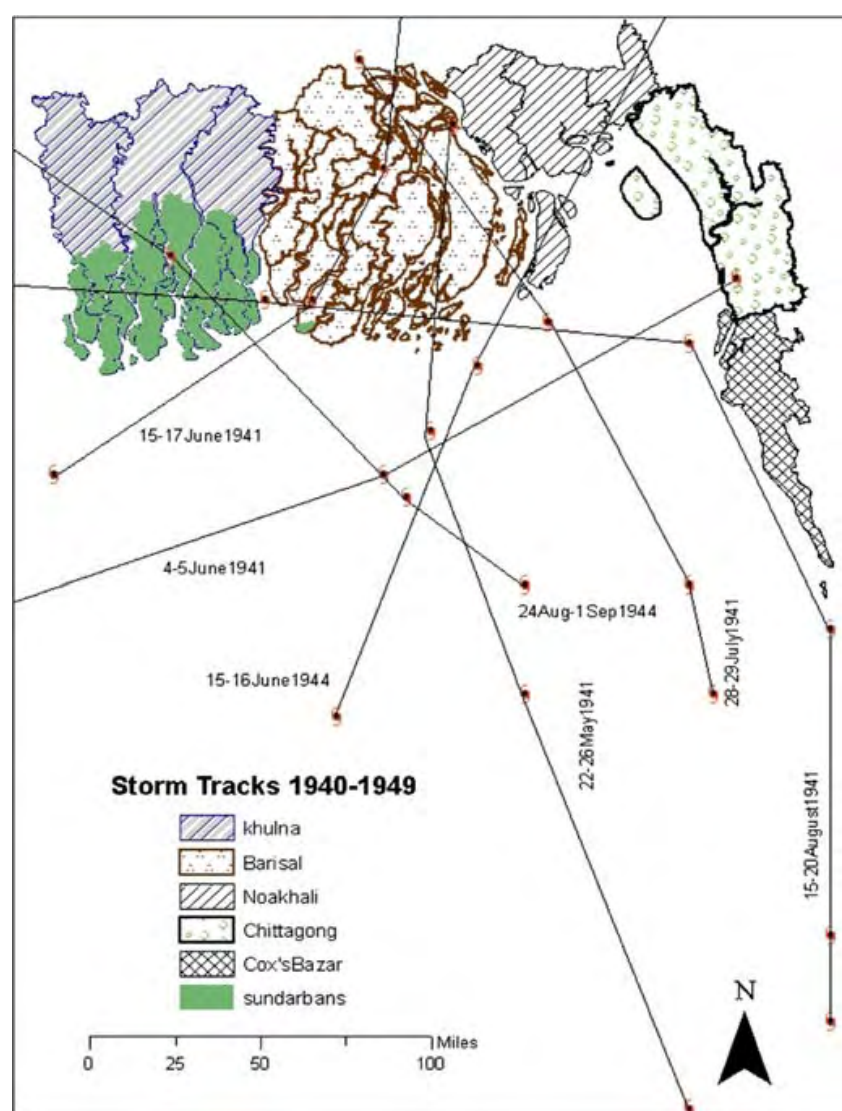 15-17June1941
4-5June1941
24Aug-1Sep1944
15-16June1944
28-29July1941
22-26May1941
15-20August1941
Storm Tracks 1940-1949
khulna
Barisal
Noakhali
Chittagong
Cox'sBazar
sundarbans
N
Miles
0 25 50 100